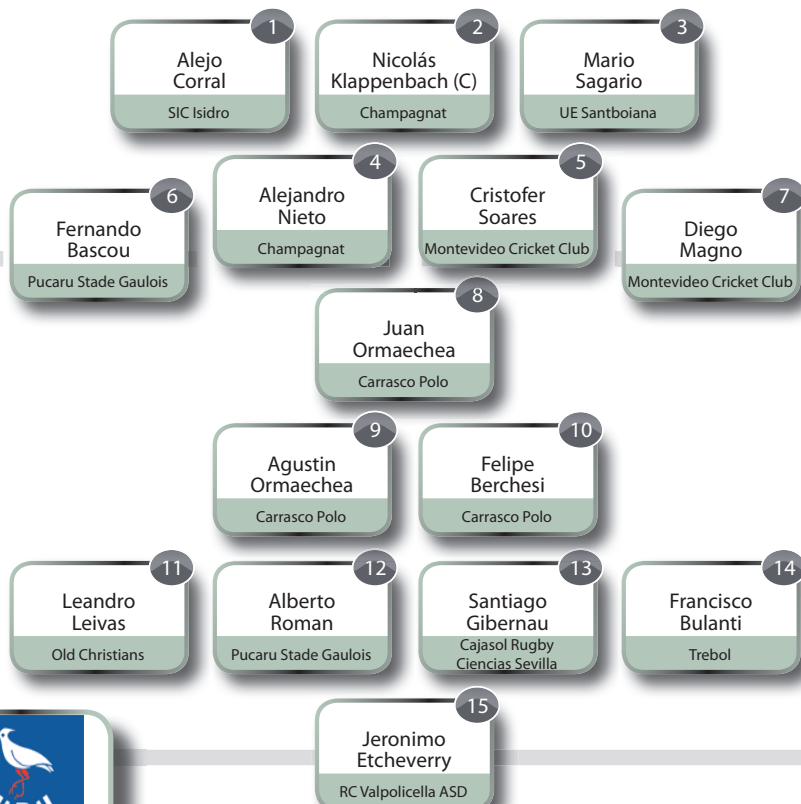 1
Alejo
Corral
SIC Isidro
2
Nicolás
Klappenbach (C)
Champagnat
3
Mario
Sagario
UE Santboiana
4
Alejandro
Nieto
Champagnat
5
Cristofer
Soares
Montevideo Cricket Club
6
Fernando
Bascou
Pucaru Stade Gaulois
7
Diego
Magno
Montevideo Cricket Club
8
Juan
Ormaechea
Carrasco Polo
9
Agustin
Ormaechea
Carrasco Polo
10
Felipe
Berchesi
Carrasco Polo
11
Leandro
Leivas
Old Christians
12
Alberto
Roman
Pucaru Stade Gaulois
13
Santiago
Gibernau
Cajasol Rugby
Ciencias Sevilla
14
Francisco
Bulanti
Trebol
15
Jeronimo
Etcheverry
RC Valpolicella ASD